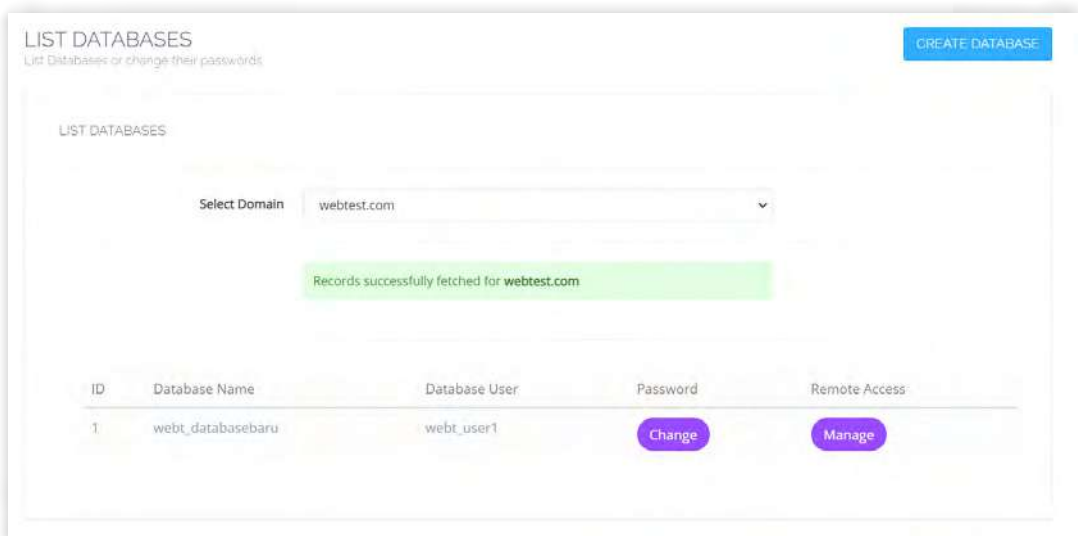 LIST DATABASES
List Databases or change their passwords.
CREATE DATABASE
LIST DATABASES
Select Domain webtest.com
Records successfully fetched for webtest.com
ID Database Name Database User Password Remote Access
1 webt_databasebaru webt_user1 Change Manage